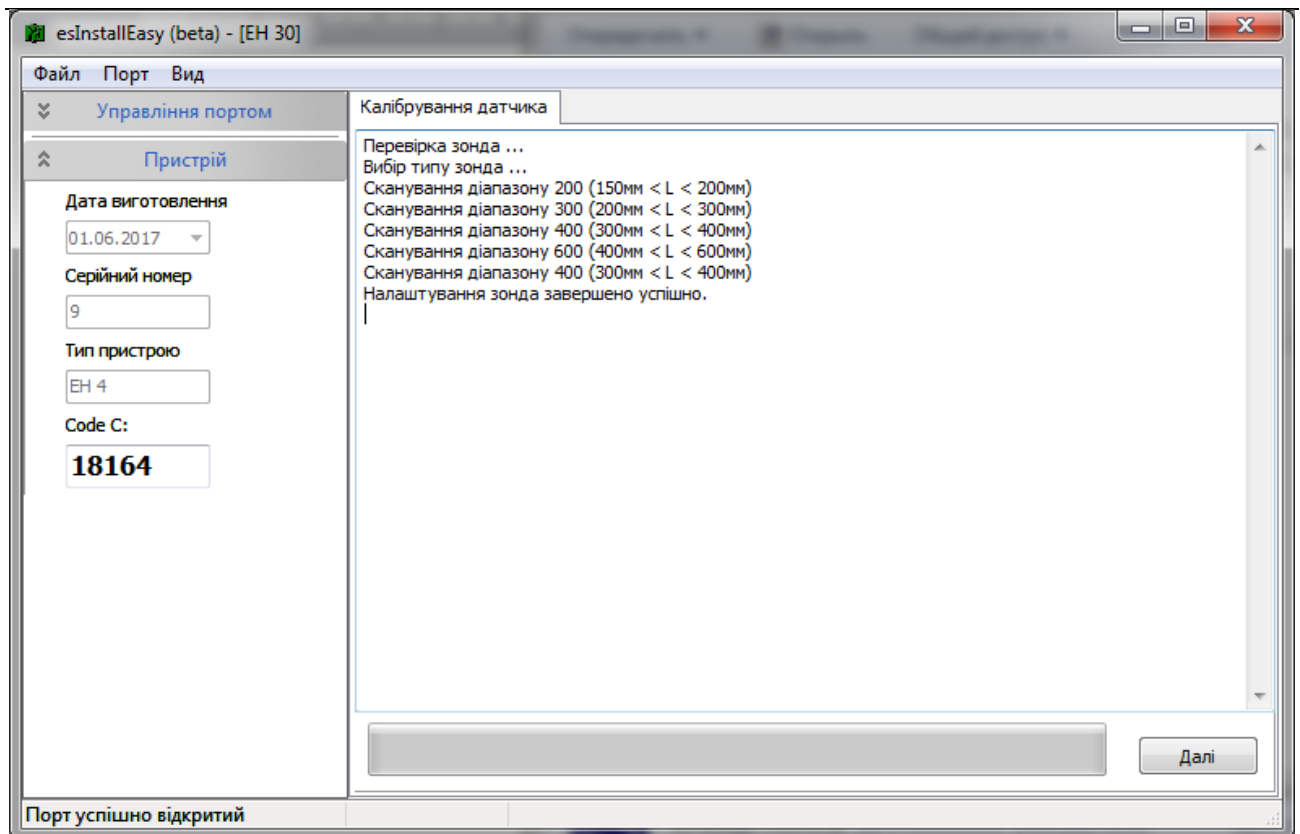 esInstallEasy (beta) - [EH 30]
Файл Порт Вид
Управління портом
Пристрій
Дата виготовлення
01.06.2017
Серійний номер
9
Тип пристрою
EH 4
Code C:
18164
Калібрування датчика
Перевірка зонда ...
Вибір типу зонда ...
Сканування діапазону 200 (150мм < L < 200мм)
Сканування діапазону 300 (200мм < L < 300мм)
Сканування діапазону 400 (300мм < L < 400мм)
Сканування діапазону 600 (400мм < L < 600мм)
Сканування діапазону 400 (300мм < L < 400мм)
Налаштування зонда завершено успішно.
Далі
Порт успішно відкритий